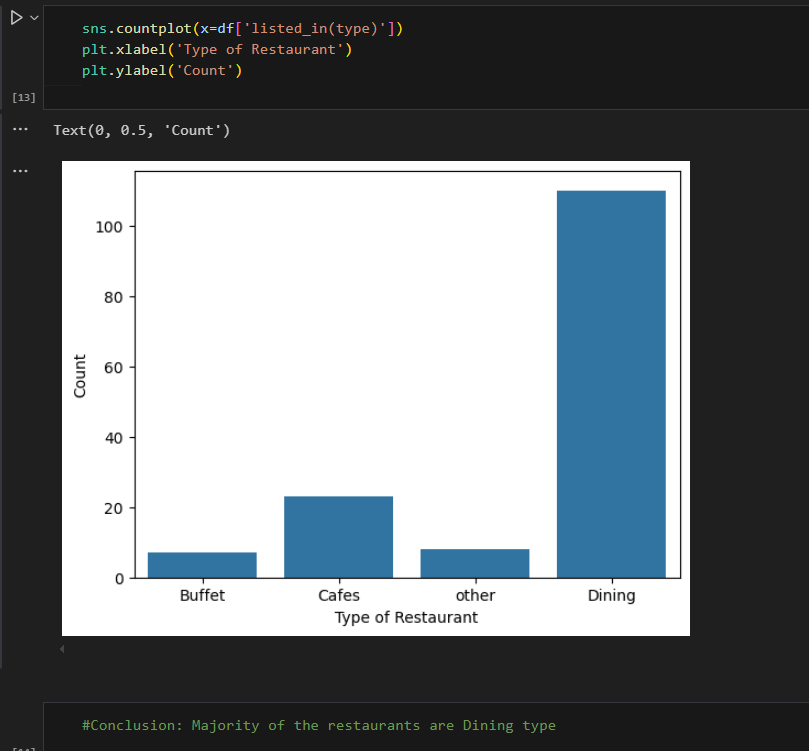 sns.countplot(x=df['listed_in(type)'])
plt.xlabel('Type of Restaurant')
plt.ylabel('Count')
[13]
...
Text(0, 0.5, 'Count')
...
100
80
60
40
20
0
Count
Buffet Cafes other Dining
Type of Restaurant
#Conclusion: Majority of the restaurants are Dining type